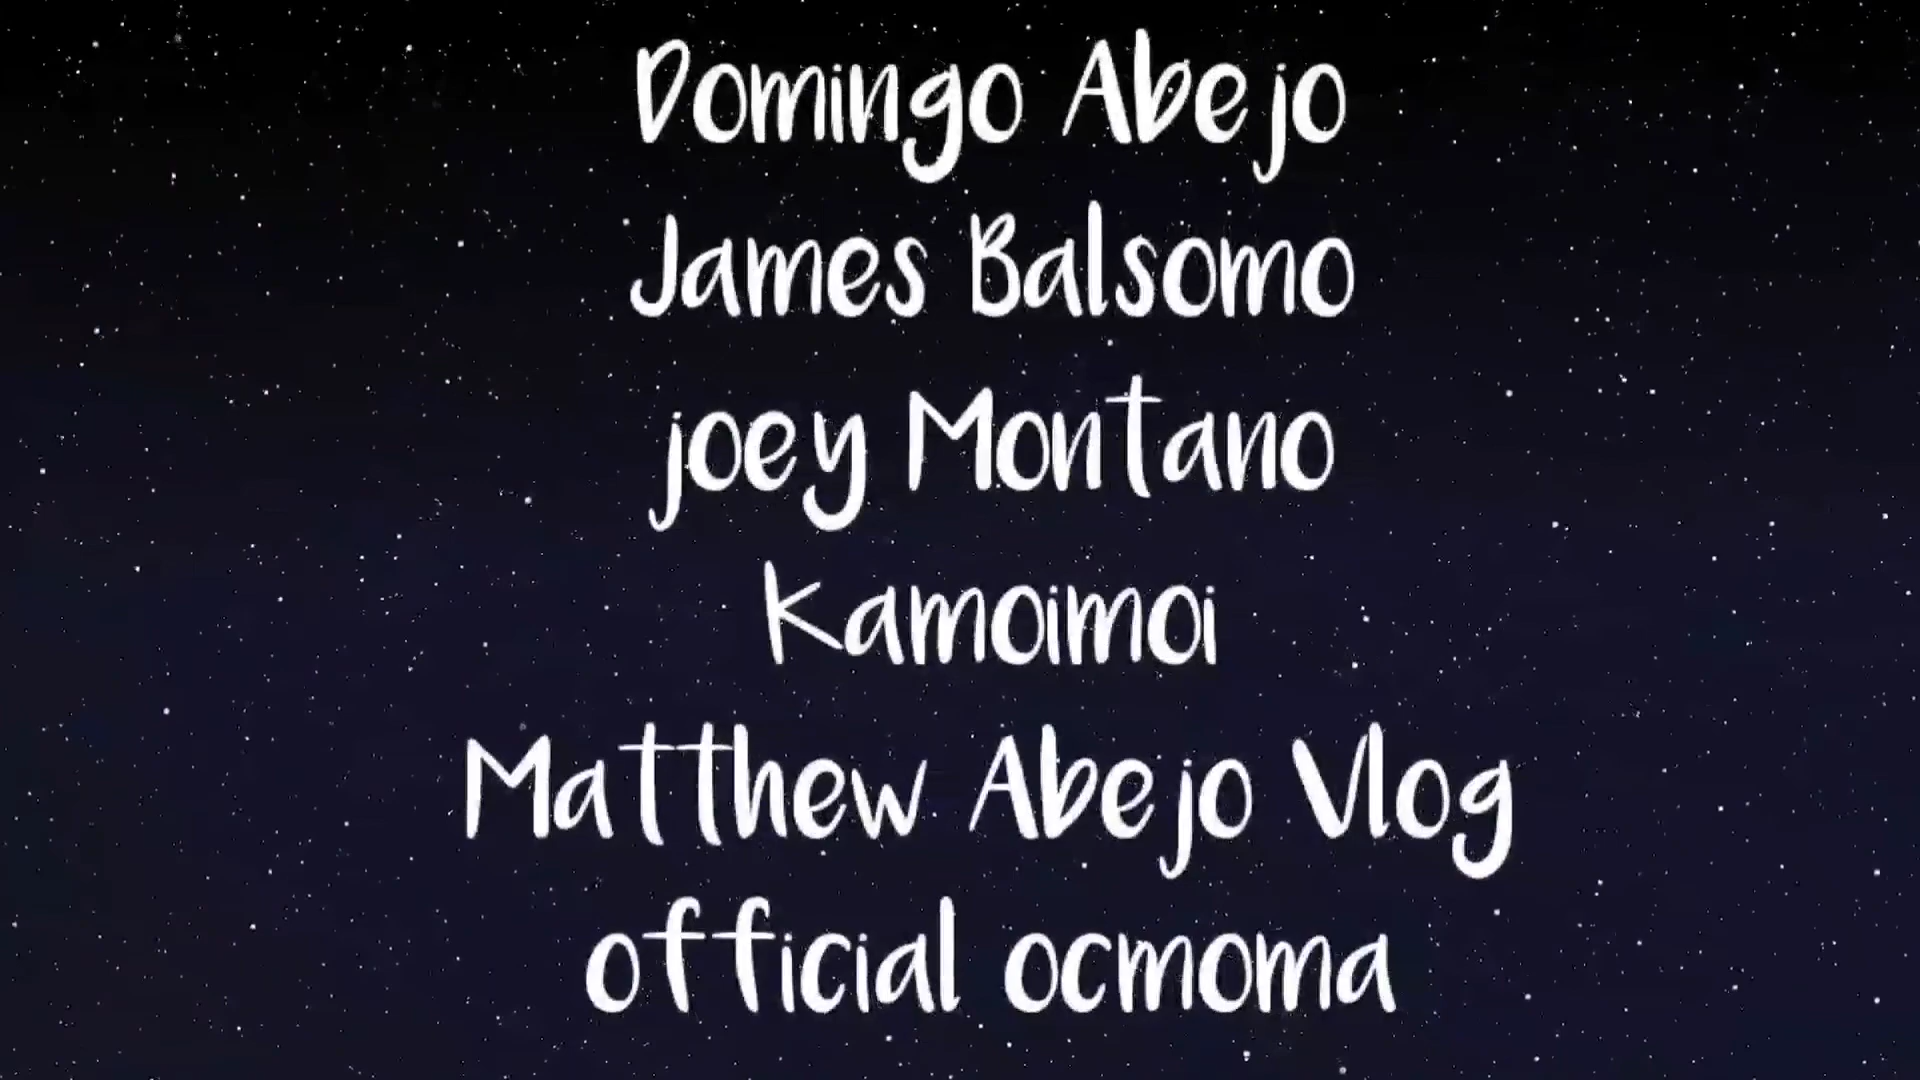 Domingo Abejo
James Balsomo
joey Montano
Kamoimoi
Matthew Abejo Vlog
official ocmoma